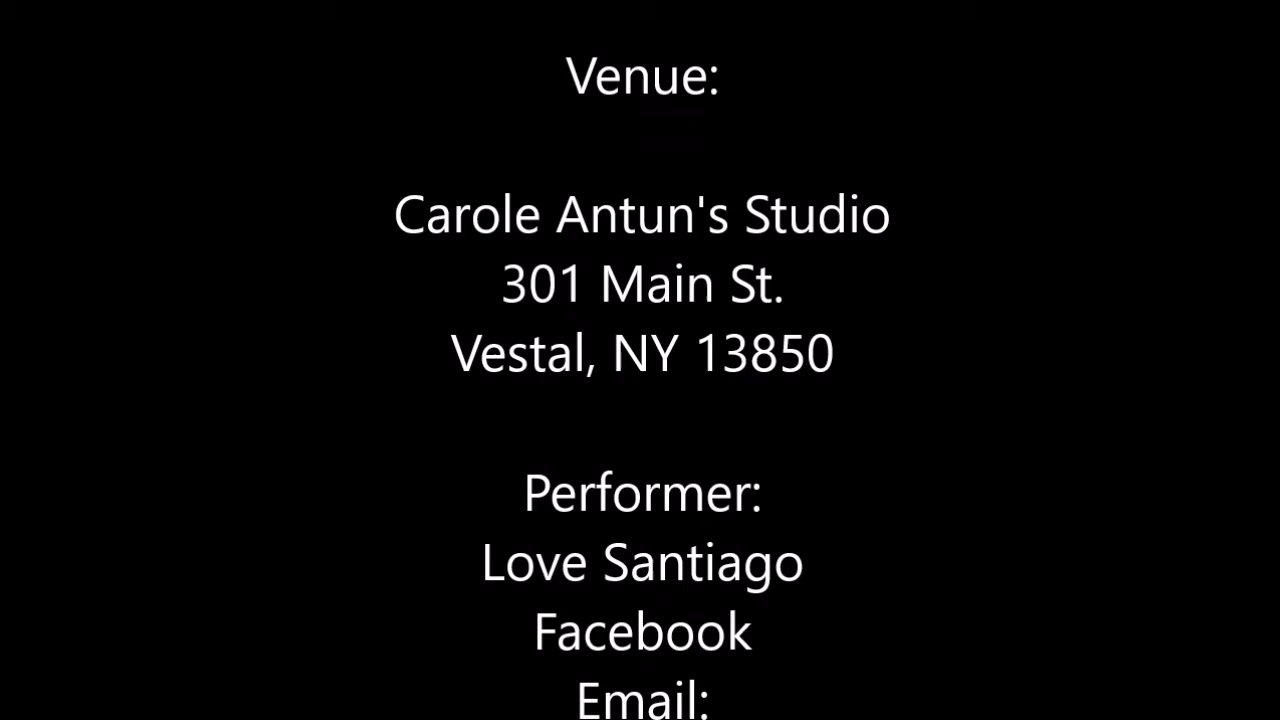 Venue:
Carole Antun's Studio
301 Main St.
Vestal, NY 13850
Performer:
Love Santiago
Facebook
Email: